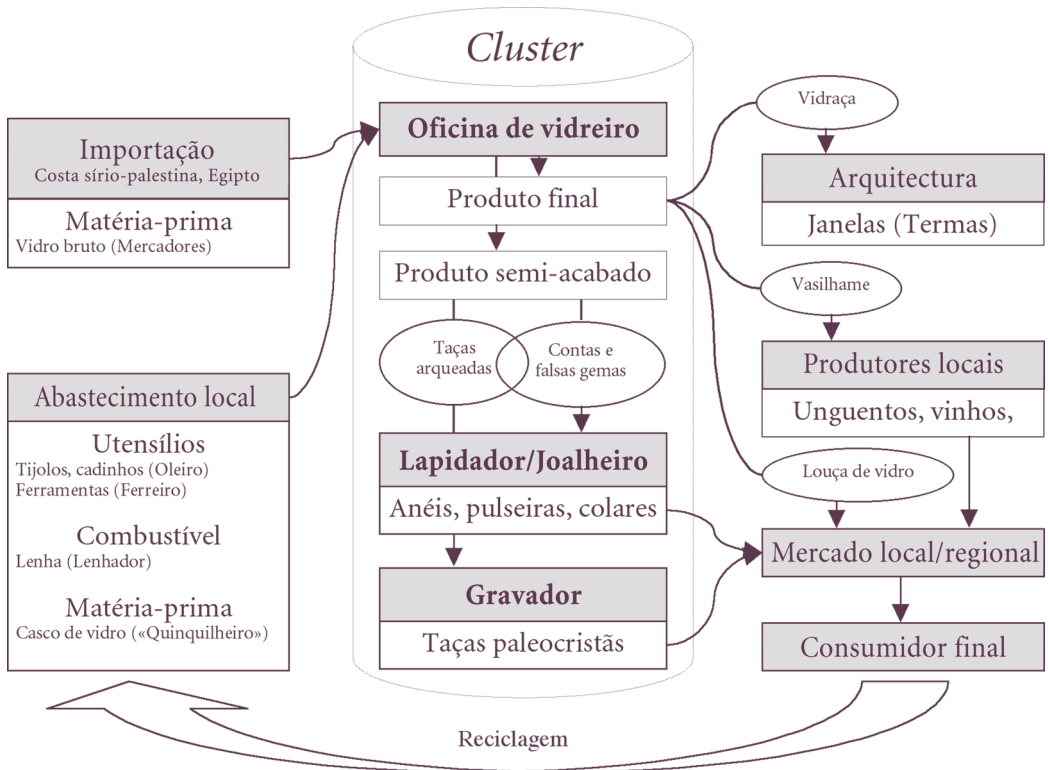 Cluster
Importação
Costa sírio-palestina, Egipto
Matéria-prima
Vidro bruto (Mercadores)
Abastecimento local
Utensílios
Tijolos, cadinhos (Oleiro)
Ferramentas (Ferreiro)
Combustível
Lenha (Lenhador)
Matéria-prima
Casco de vidro («Quinquilheiro»)
Oficina de vidreiro
Produto final
Produto semi-acabado
Taças
arqueadas
Contas e
falsas gemas
Lapidador/Joalheiro
Anéis, pulseiras, colares
Gravador
Taças paleocristãs
Vidraça
Arquitectura
Janelas (Termas)
Vasilhame
Produtores locais
Unguentos, vinhos,
Louça de vidro
Mercado local/regional
Consumidor final
Reciclagem